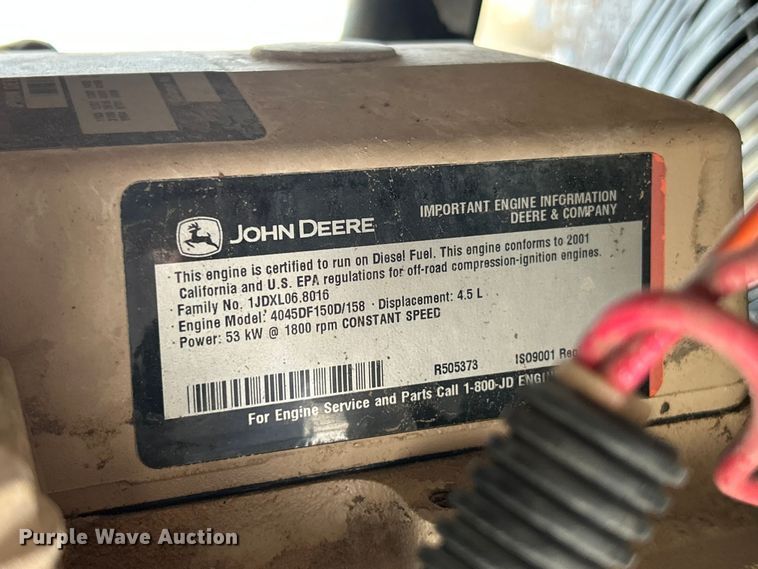 JOHN DEERE
IMPORTANT ENGINE INFORMATION
DEERE & COMPANY
· This engine is certified to run on Diesel Fuel. This engine conforms to 2001
California and U.S. EPA regulations for off-road compression-ignition engines.
· Family No. 1JDXL06.8016
· Engine Model: 4045DF150D/158 · Displacement: 4.5 L
· Power: 53 kW @ 1800 rpm CONSTANT SPEED
R505373 ISO9001
For Engine Service and Parts Call 1-800-JD
Purple Wave Auction